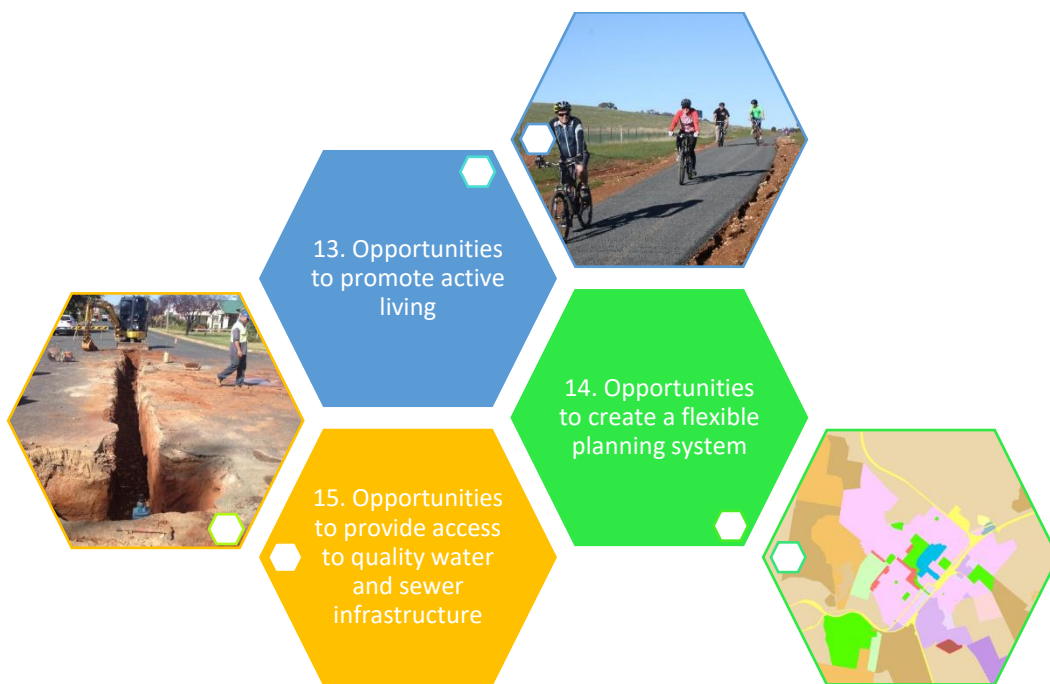 13. Opportunities
to promote active
living
14. Opportunities
to create a flexible
planning system
15. Opportunities
to provide access
to quality water
and sewer
infrastructure